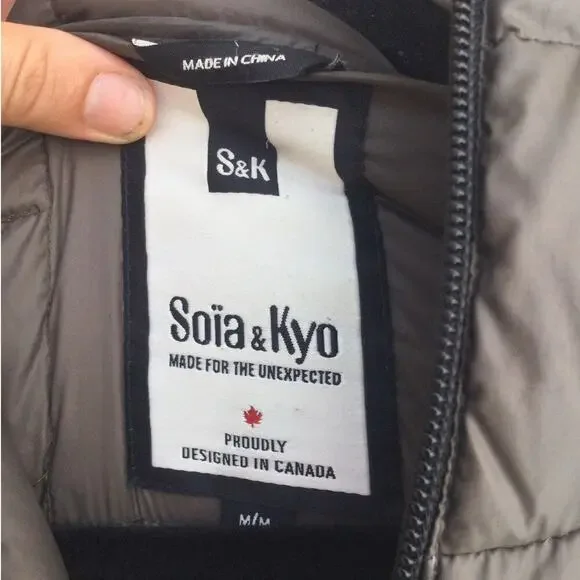 MADE IN CHINA
S&K
Soïa & Kyo
MADE FOR THE UNEXPECTED
PROUDLY
DESIGNED IN CANADA
M/M